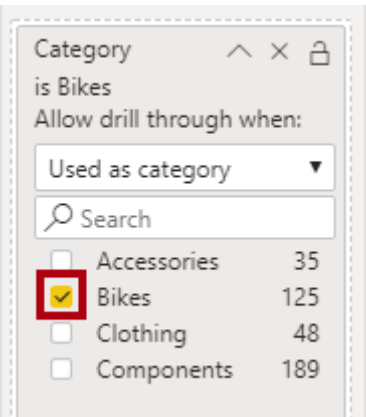 Category
is Bikes
Allow drill through when:
Used as category
Search
Accessories 35
Bikes 125
Clothing 48
Components 189